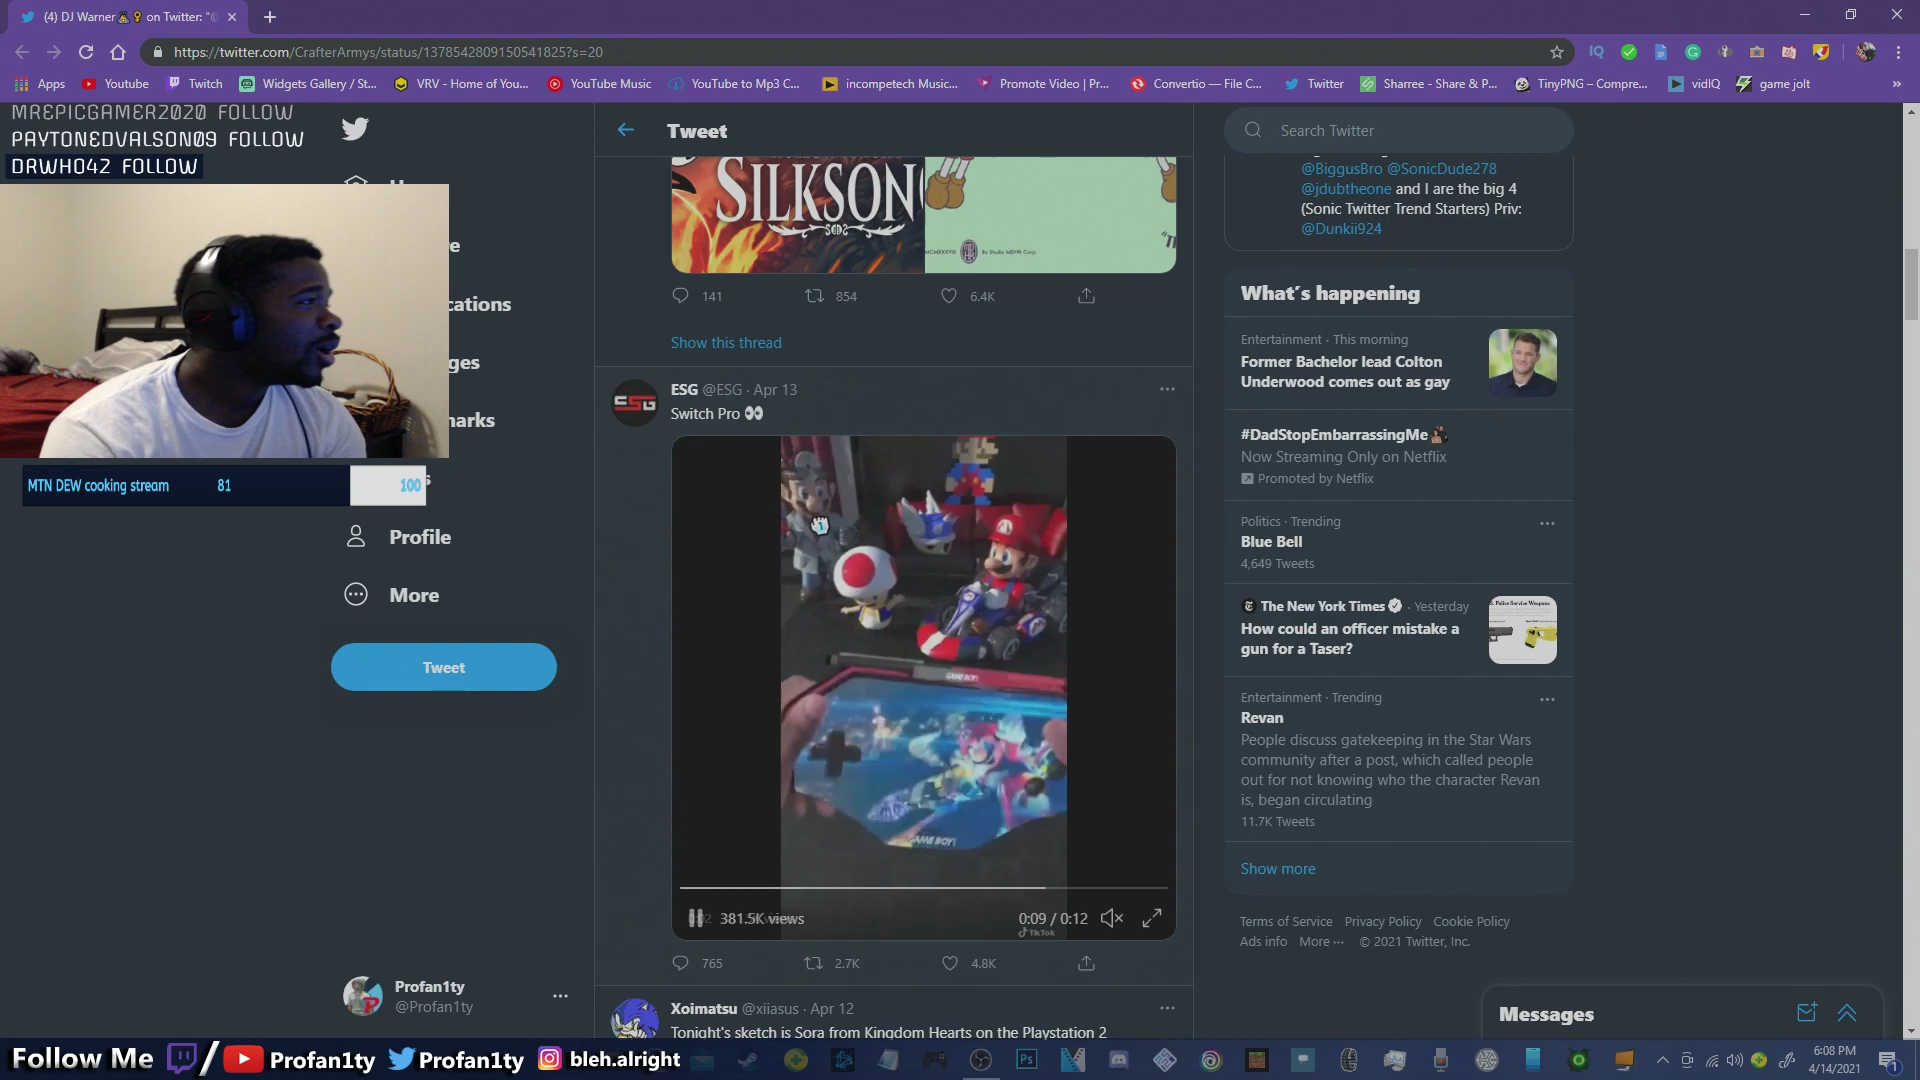 (4) DJ Warner on Twitter: "
https://twitter.com/CrafterArmys/status/1378542809150541825?s=20
Apps
Youtube
Twitch
Widgets Gallery / St...
VRV - Home of You...
YouTube Music
YouTube to Mp3 C...
incompetech Music...
Promote Video | Pr...
Convertio — File C...
Twitter
Sharree - Share & P...
TinyPNG – Compre...
vidIQ
game jolt
MREPICGAMER2020 FOLLOW
PAYTONEDVALSON09 FOLLOW
DRWHO42 FOLLOW
cations
ges
arks
MTN DEW cooking stream 81 100
Profile
More
Tweet
Profan1ty
@Profan1ty
Tweet
SILKSON
By Studio MDHR Corp.
141 854 6.4K
Show this thread
ESG @ESG · Apr 13
Switch Pro 👀
GAME BOY!
GAME BOY!
381.5K views
0:09 / 0:12
TikTok
765 2.7K 4.8K
Xoimatsu @xiiasus · Apr 12
Tonight's sketch is Sora from Kingdom Hearts on the Playstation 2
Search Twitter
@BiggusBro @SonicDude278
@jdubtheone and I are the big 4
(Sonic Twitter Trend Starters) Priv:
@Dunkii924
What's happening
Entertainment · This morning
Former Bachelor lead Colton
Underwood comes out as gay
#DadStopEmbarrassingMe
Now Streaming Only on Netflix
Promoted by Netflix
Politics · Trending
Blue Bell
4,649 Tweets
The New York Times · Yesterday
How could an officer mistake a
gun for a Taser?
Entertainment · Trending
Revan
People discuss gatekeeping in the Star Wars
community after a post, which called people
out for not knowing who the character Revan
is, began circulating
11.7K Tweets
Show more
Terms of Service Privacy Policy Cookie Policy
Ads info More ··· © 2021 Twitter, Inc.
Messages
Follow Me / Profan1ty Profan1ty bleh.alright
6:08 PM
4/14/2021